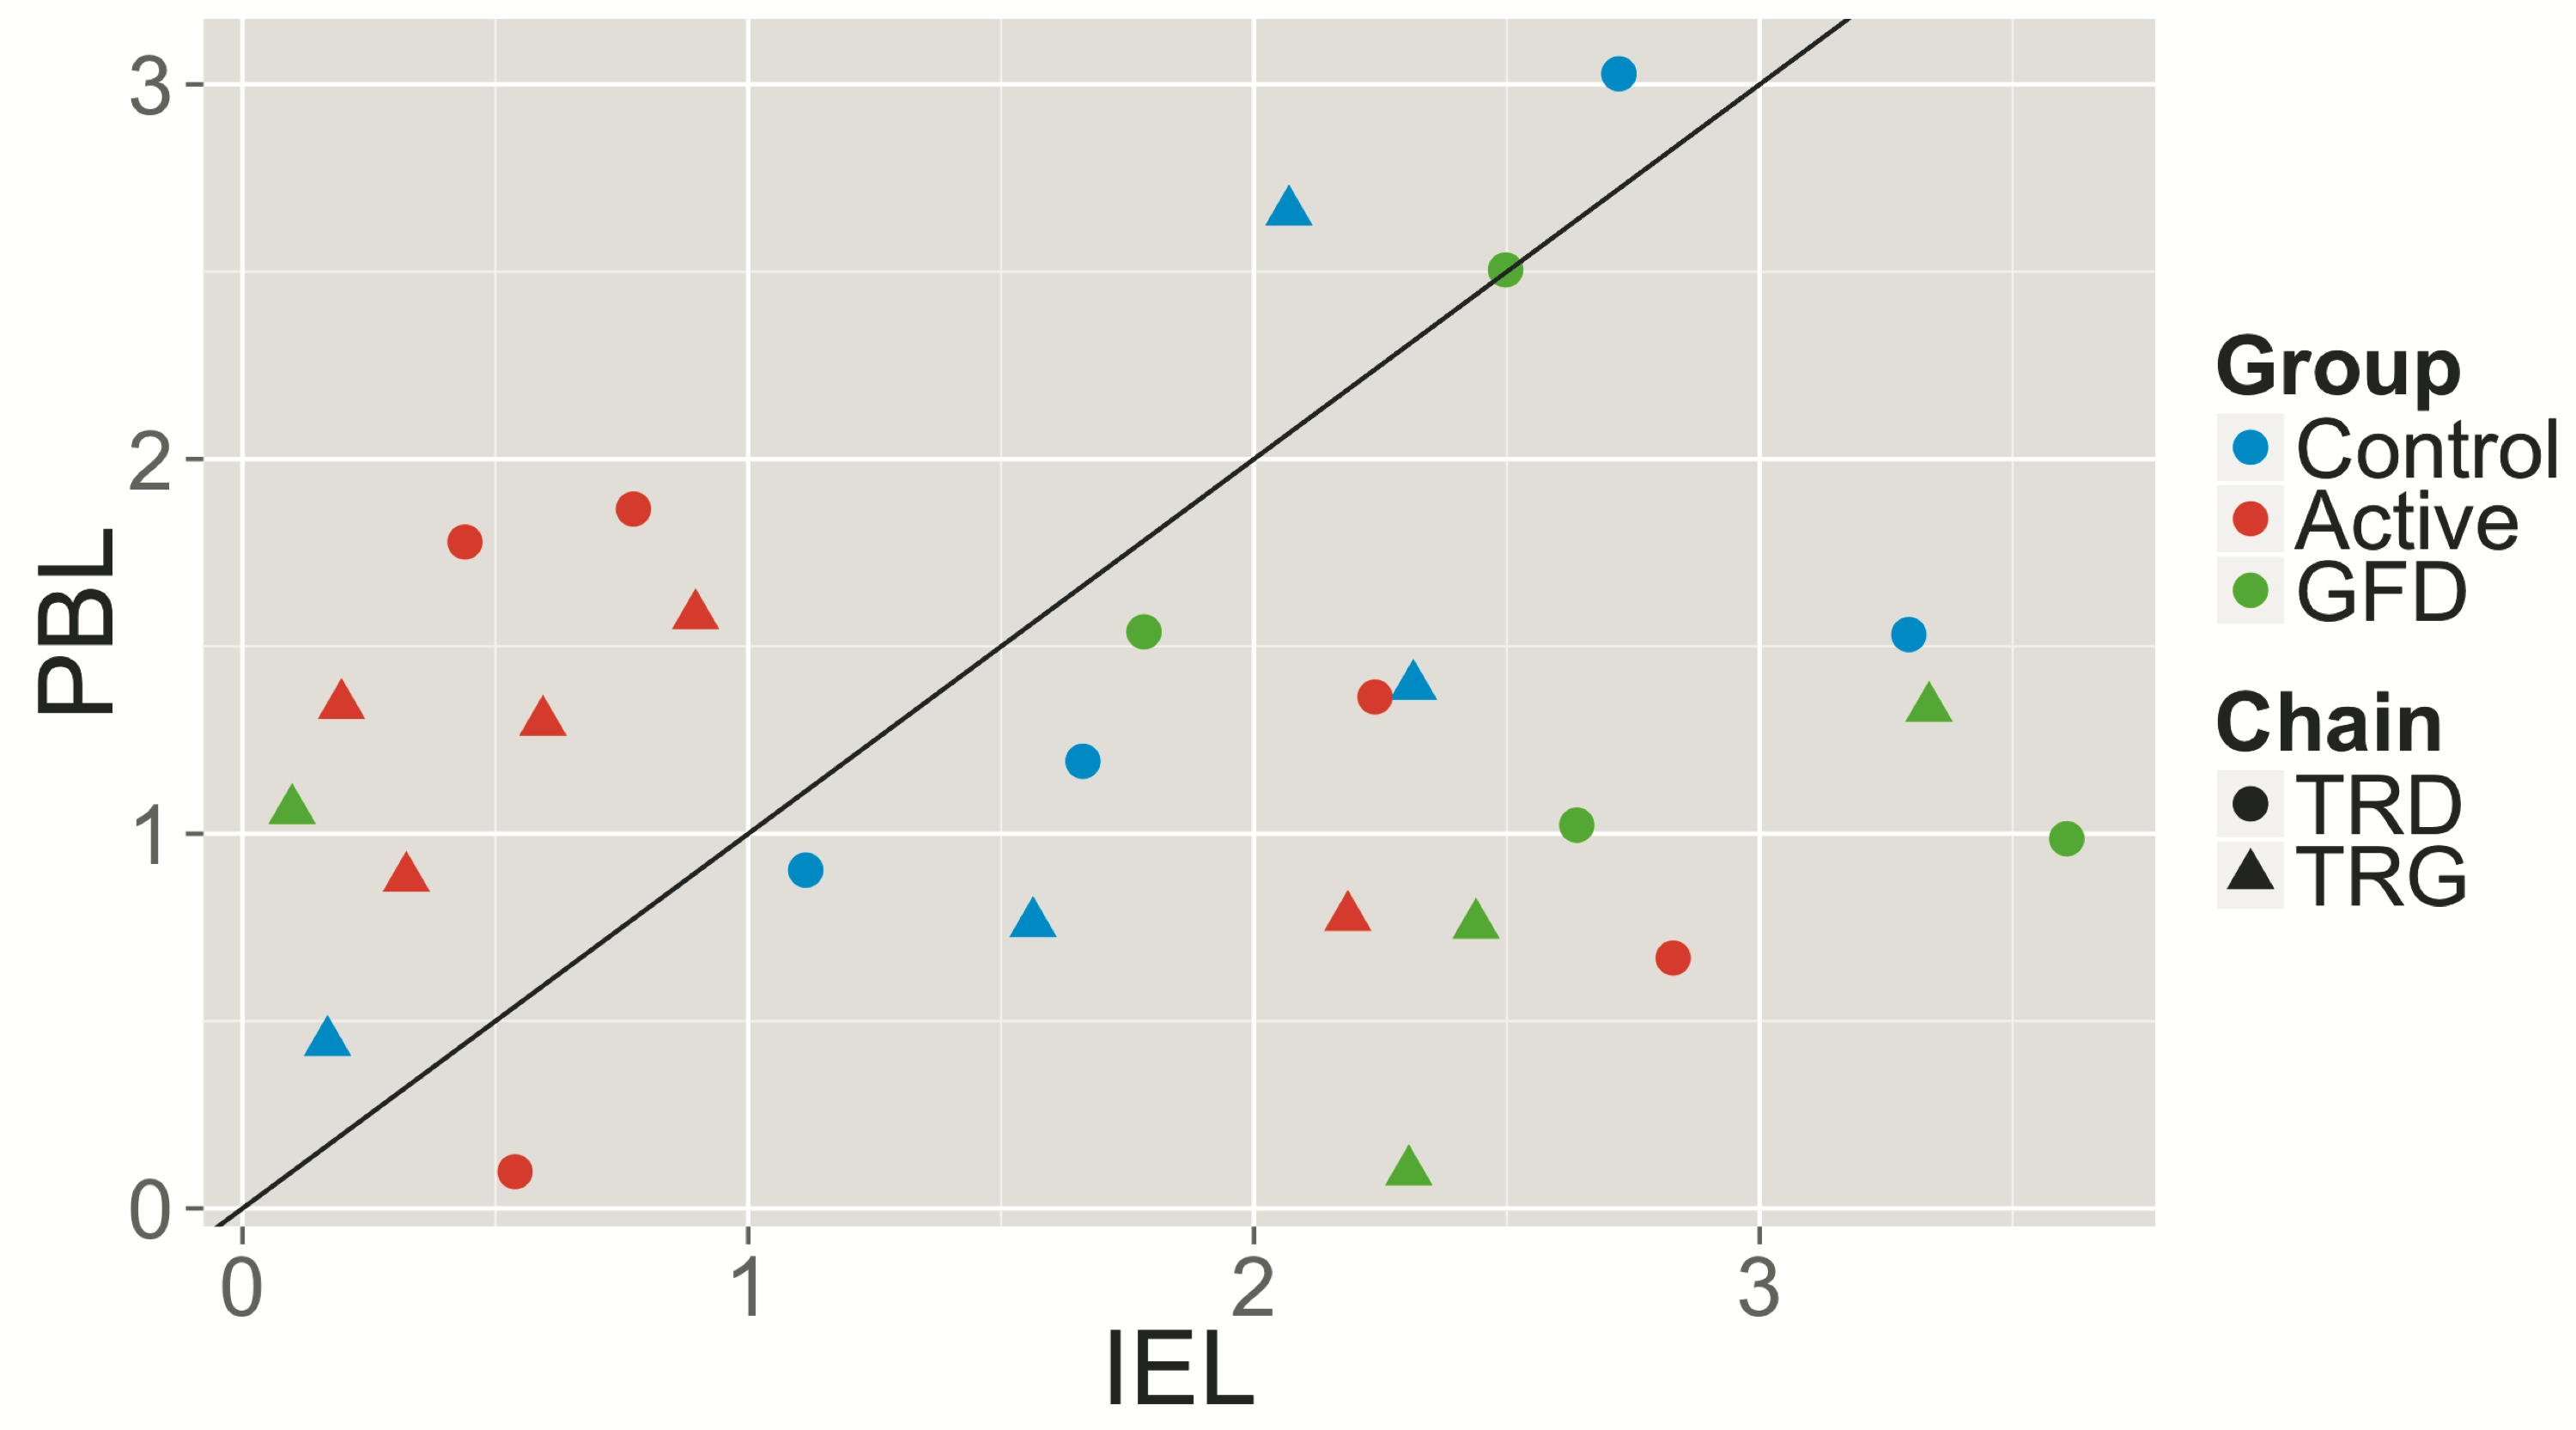 3
2
1
0
PBL
0 1 2 3
IEL
Group
Control
Active
GFD
Chain
TRD
TRG